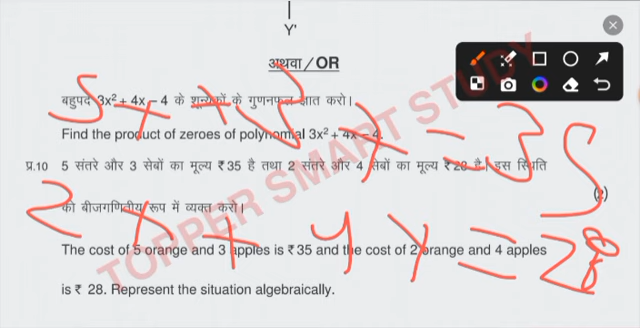 Y'
अथवा / OR
बहुपद 3x² + 4x – 4 के शून्यकों के गुणनफल ज्ञात करो।
Find the product of zeroes of polynomial 3x² + 4x – 4.
प्र.10 5 संतरे और 3 सेबों का मूल्य ₹ 35 है तथा 2 संतरे और 4 सेबों का मूल्य ₹ 28 है। इस स्थिति
को बीजगणितीय रूप में व्यक्त करो। (2)
The cost of 5 orange and 3 apples is ₹ 35 and the cost of 2 orange and 4 apples
is ₹ 28. Represent the situation algebraically.
5x + 3y = 35
2x + 4y = 28
TOPPER SMART STUDY